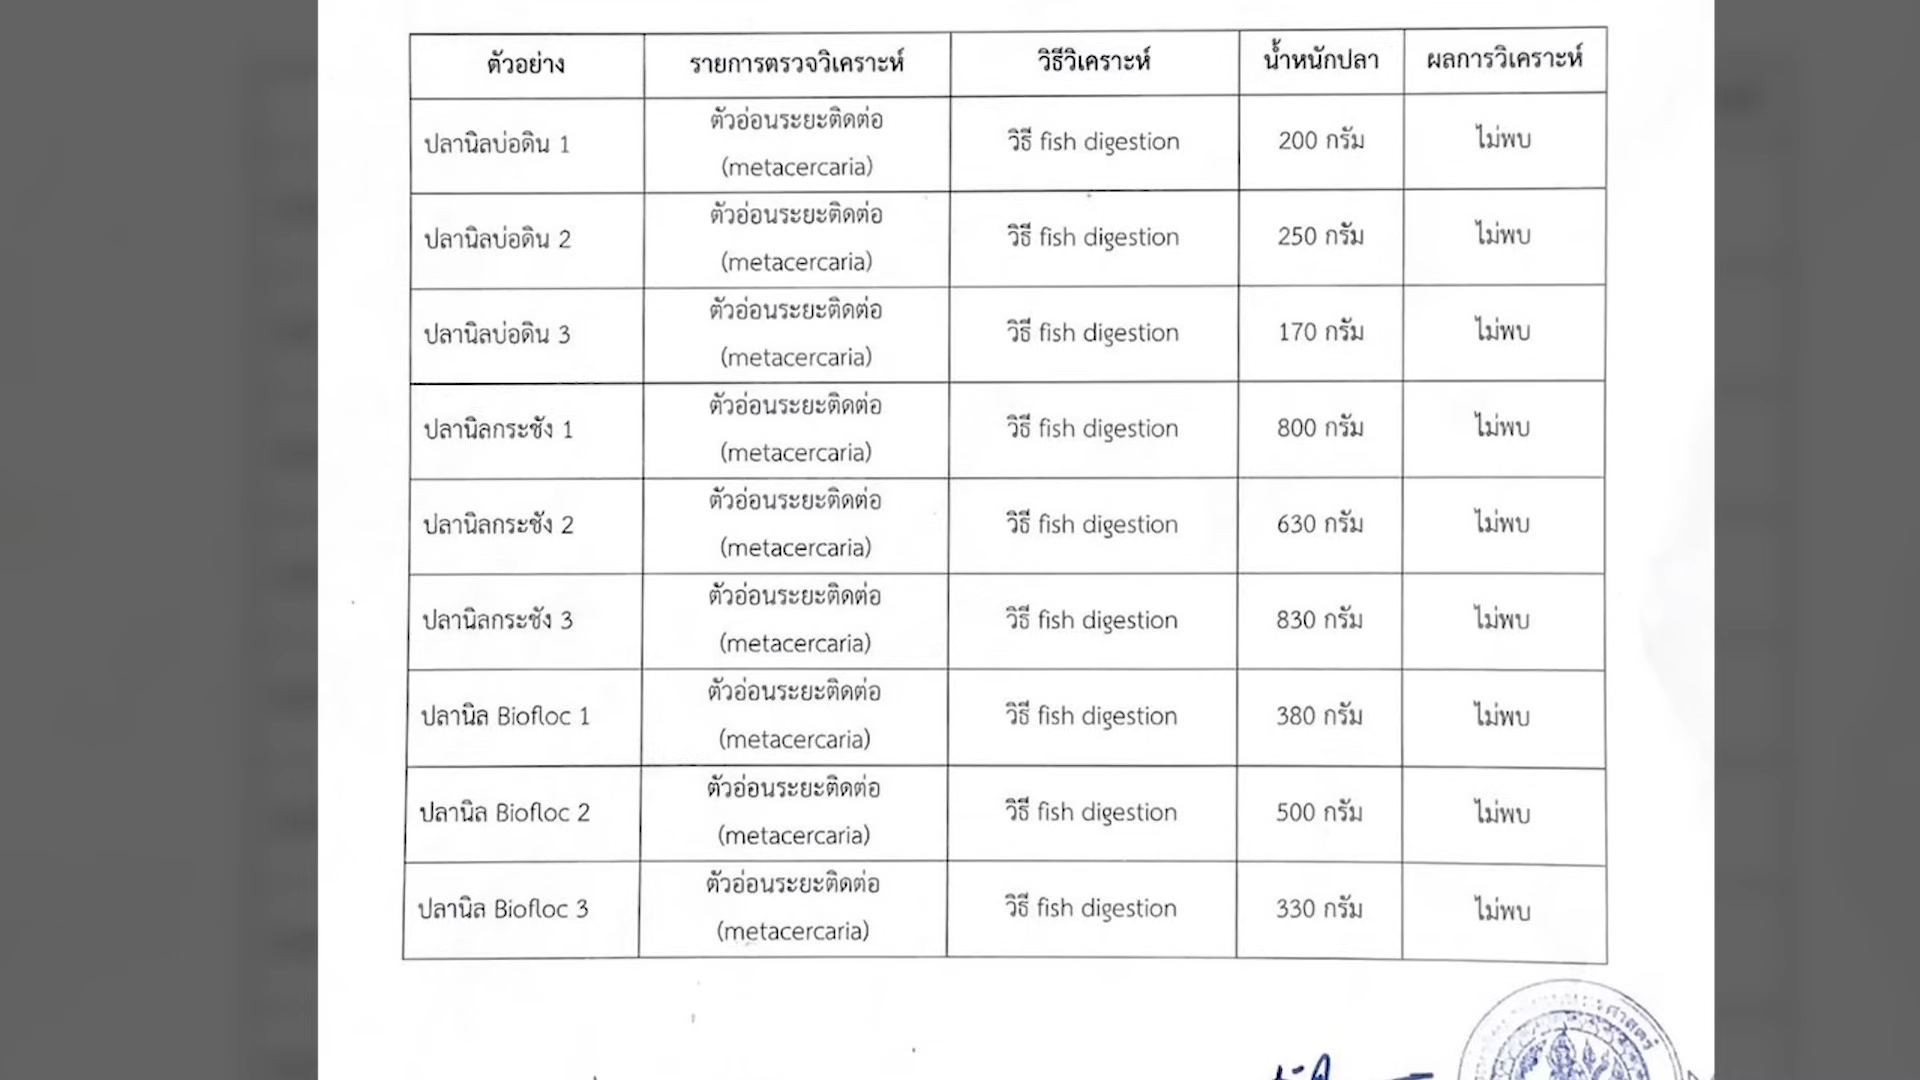 ตัวอย่าง รายการตรวจวิเคราะห์ วิธีวิเคราะห์ น้ำหนักปลา ผลการวิเคราะห์
ปลานิลบ่อดิน 1 ตัวอ่อนระยะติดต่อ (metacercaria) วิธี fish digestion 200 กรัม ไม่พบ
ปลานิลบ่อดิน 2 ตัวอ่อนระยะติดต่อ (metacercaria) วิธี fish digestion 250 กรัม ไม่พบ
ปลานิลบ่อดิน 3 ตัวอ่อนระยะติดต่อ (metacercaria) วิธี fish digestion 170 กรัม ไม่พบ
ปลานิลกระชัง 1 ตัวอ่อนระยะติดต่อ (metacercaria) วิธี fish digestion 800 กรัม ไม่พบ
ปลานิลกระชัง 2 ตัวอ่อนระยะติดต่อ (metacercaria) วิธี fish digestion 630 กรัม ไม่พบ
ปลานิลกระชัง 3 ตัวอ่อนระยะติดต่อ (metacercaria) วิธี fish digestion 830 กรัม ไม่พบ
ปลานิล Biofloc 1 ตัวอ่อนระยะติดต่อ (metacercaria) วิธี fish digestion 380 กรัม ไม่พบ
ปลานิล Biofloc 2 ตัวอ่อนระยะติดต่อ (metacercaria) วิธี fish digestion 500 กรัม ไม่พบ
ปลานิล Biofloc 3 ตัวอ่อนระยะติดต่อ (metacercaria) วิธี fish digestion 330 กรัม ไม่พบ